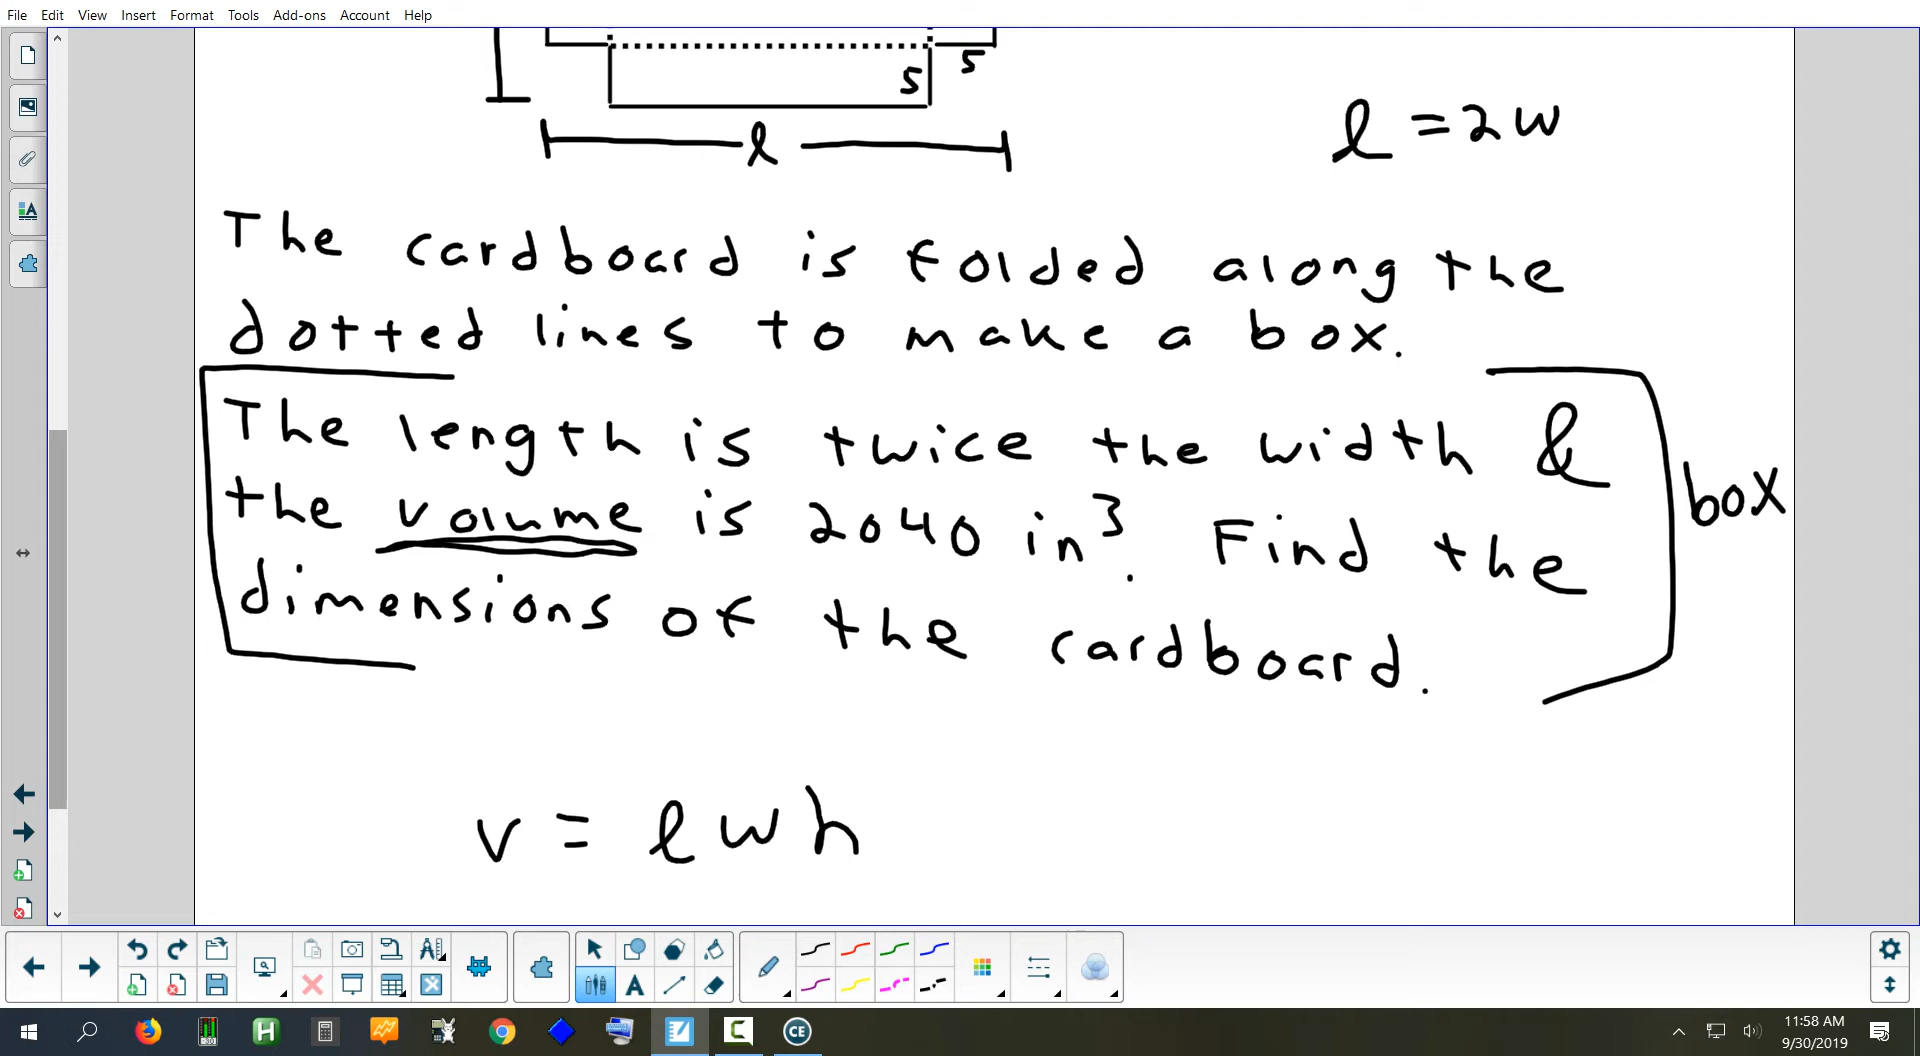 File Edit View Insert Format Tools Add-ons Account Help
5
5
l
l = 2w
The cardboard is folded along the
dotted lines to make a box.
The length is twice the width &
the volume is 2040 in³. Find the
dimensions of the cardboard.
box
v = l w h
A
CE
11:58 AM
9/30/2019